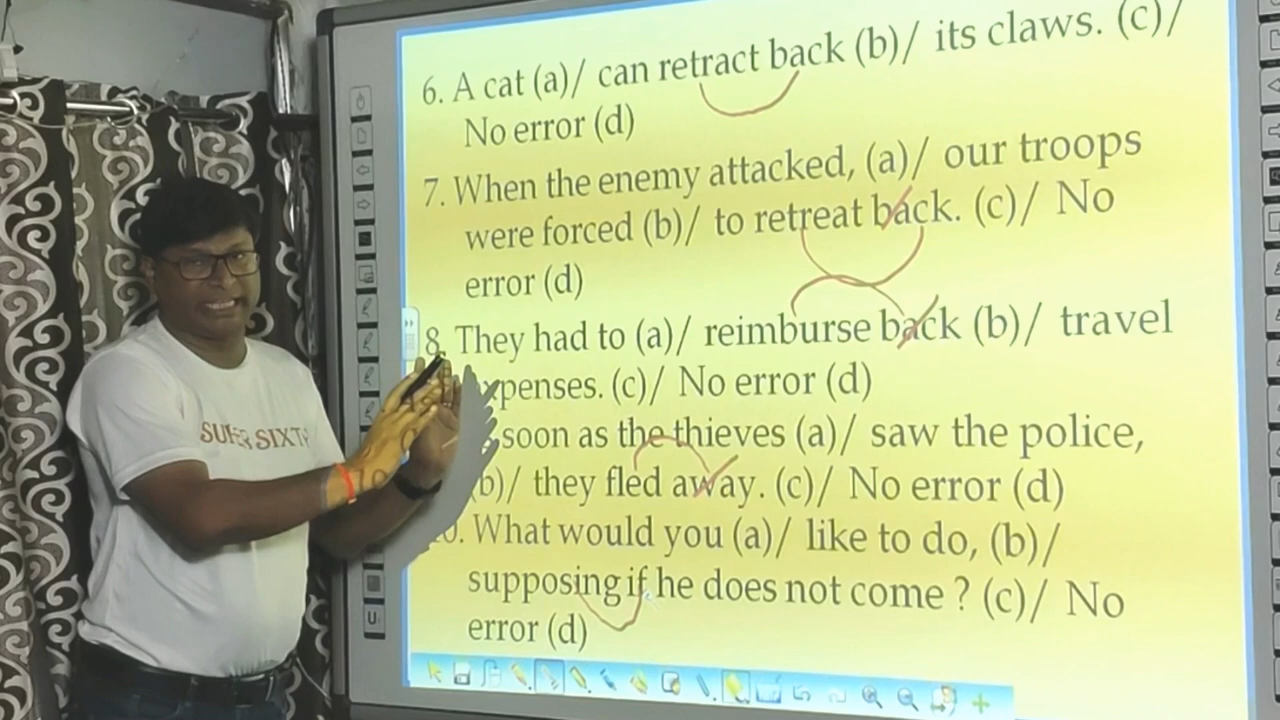 6. A cat (a)/ can retract back (b)/ its claws. (c)/
No error (d)
7. When the enemy attacked, (a)/ our troops
were forced (b)/ to retreat back. (c)/ No
error (d)
8. They had to (a)/ reimburse back (b)/ travel
xpenses. (c)/ No error (d)
soon as the thieves (a)/ saw the police,
(b)/ they fled away. (c)/ No error (d)
0. What would you (a)/ like to do, (b)/
supposing if he does not come ? (c)/ No
error (d)
SUPER SIXTY
U